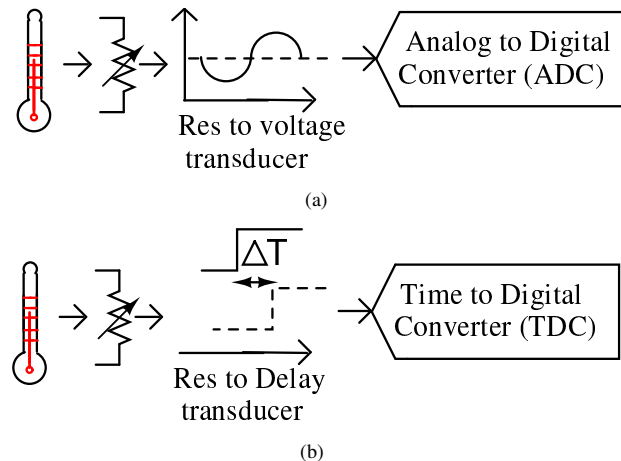 Analog to Digital
Converter (ADC)
Res to voltage
transducer
(a)
ΔT
Time to Digital
Converter (TDC)
Res to Delay
transducer
(b)